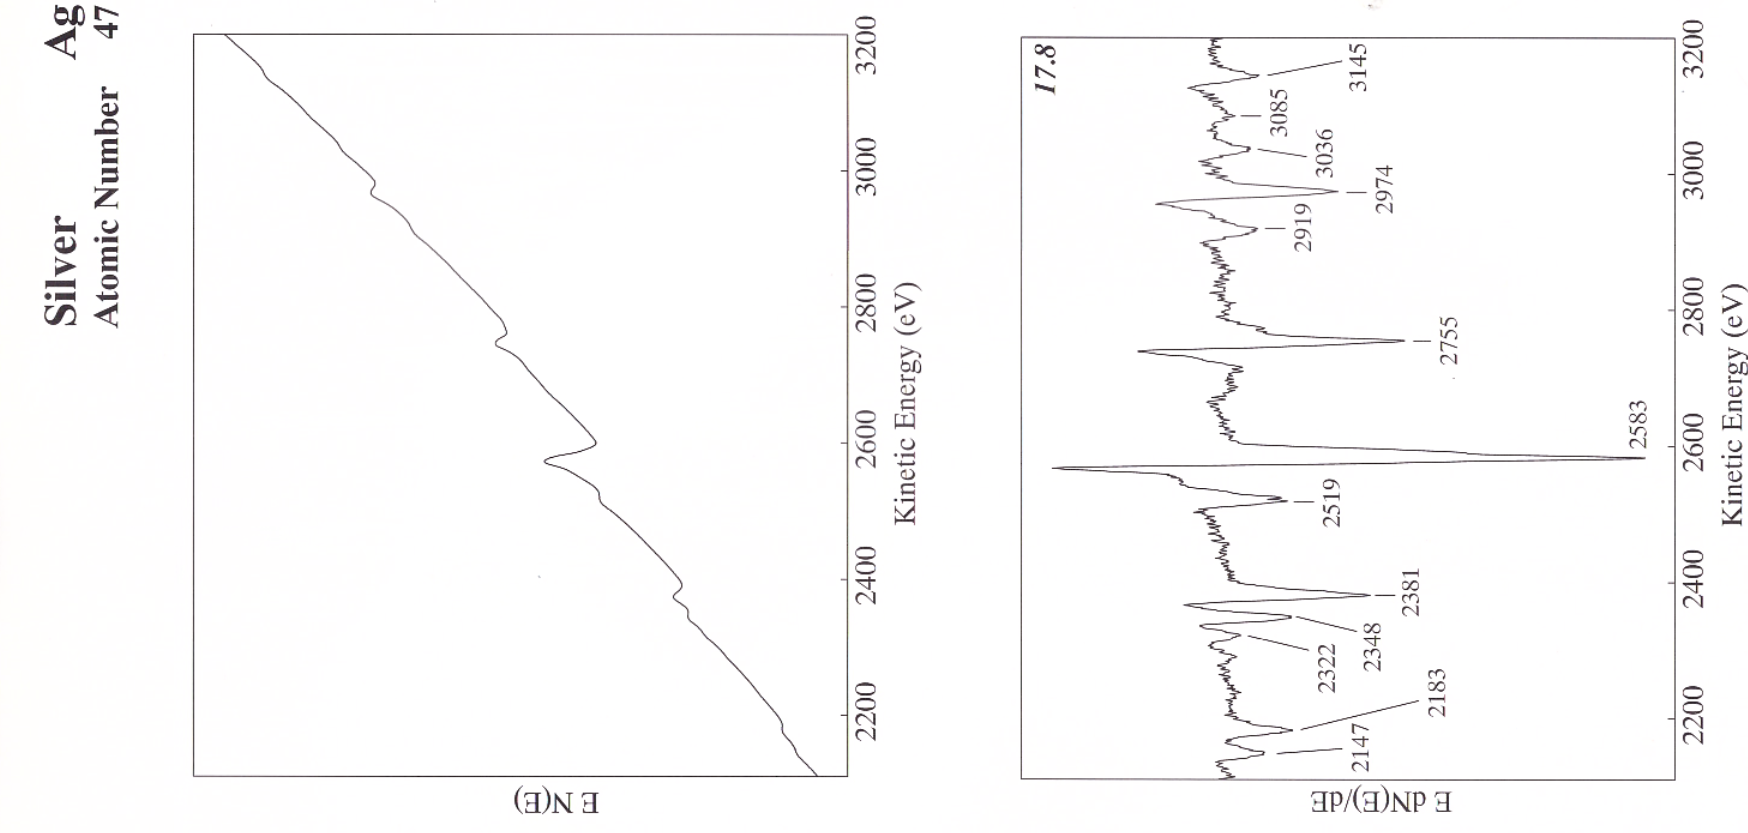 Silver Ag
Atomic Number 47
E N(E)
2200 2400 2600 2800 3000 3200
Kinetic Energy (eV)
17.8
E dN(E)/dE
2147
2183
2322
2348
2381
2519
2583
2755
2919
2974
3036
3085
3145
2200 2400 2600 2800 3000 3200
Kinetic Energy (eV)